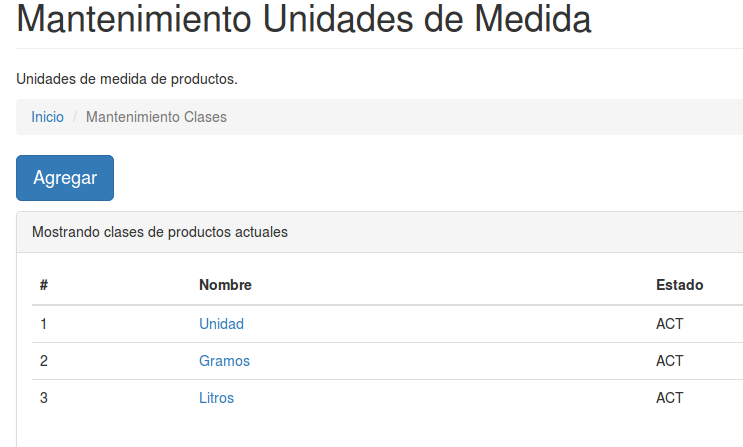 Mantenimiento Unidades de Medida
Unidades de medida de productos.
Inicio / Mantenimiento Clases
Agregar
Mostrando clases de productos actuales
# Nombre Estado
1 Unidad ACT
2 Gramos ACT
3 Litros ACT